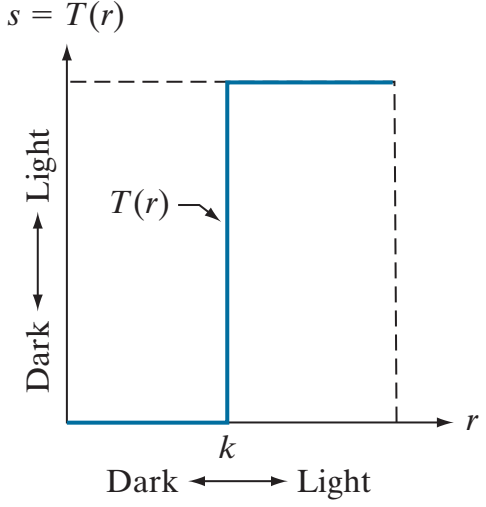 s = T(r)
Light
Dark
T(r)
r
k
Dark
Light